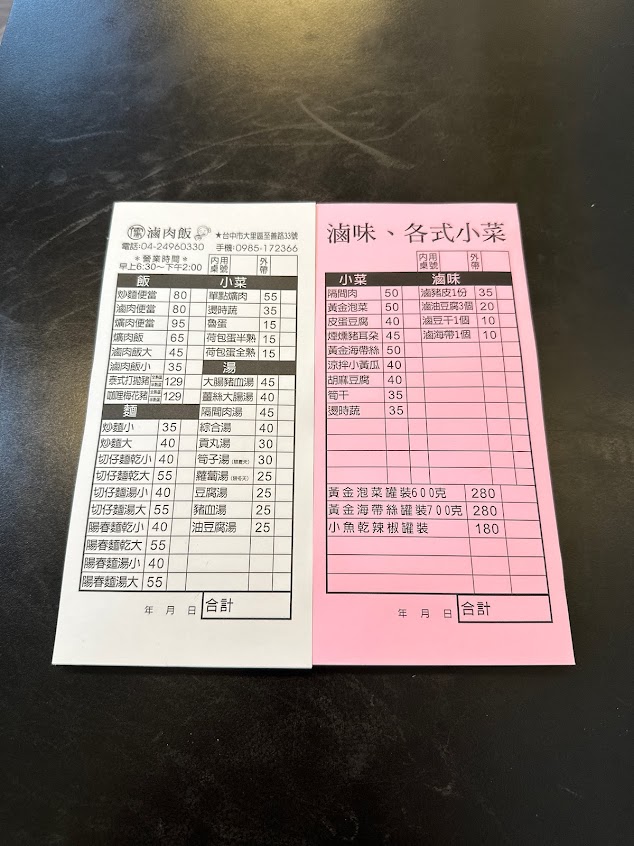 滷肉飯
★台中市大里區至善路33號
電話:04-24960330 手機:0985-172366
＊營業時間＊
早上6:30～下午2:00
内用桌號 外帶
飯
炒麵便當 80
滷肉便當 80
爌肉便當 95
爌肉飯 65
滷肉飯大 45
滷肉飯小 35
泰式打拋豬 129
咖哩梅花豬 129
麵
炒麵小 35
炒麵大 40
切仔麵乾小 40
切仔麵乾大 55
切仔麵湯小 40
切仔麵湯大 55
陽春麵乾小 40
陽春麵乾大 55
陽春麵湯小 40
陽春麵湯大 55
小菜
單點爌肉 55
燙時蔬 35
魯蛋 15
荷包蛋半熟 15
荷包蛋全熟 15
湯
大腸豬血湯 45
薑絲大腸湯 40
隔間肉湯 45
綜合湯 40
貢丸湯 30
筍子湯(限夏天) 30
蘿蔔湯(限冬天) 25
豆腐湯 25
豬血湯 25
油豆腐湯 25
年 月 日 合計
滷味、各式小菜
内用桌號 外帶
小菜
隔間肉 50
黃金泡菜 50
皮蛋豆腐 40
煙燻豬耳朵 45
黃金海帶絲 50
涼拌小黃瓜 40
胡麻豆腐 40
筍干 35
燙時蔬 35
滷味
滷豬皮1份 35
滷油豆腐3個 20
滷豆干1個 10
滷海帶1個 10
黃金泡菜罐裝600克 280
黃金海帶絲罐裝700克 280
小魚乾辣椒罐裝 180
年 月 日 合計